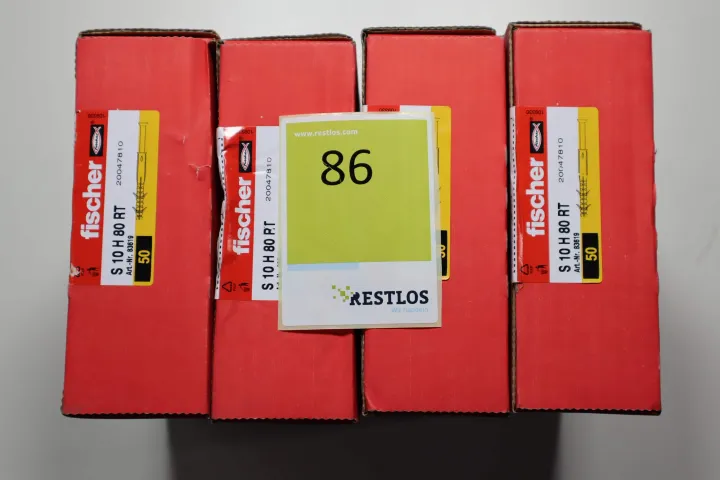 fischer
S 10 H 80 RT
Art.-Nr. 83619
20047810
50
fischer
S 10 H 80 RT
20047810
www.restlos.com
86
RESTLOS
50
fischer
S 10 H 80 RT
Art.-Nr. 83619
20047810
50